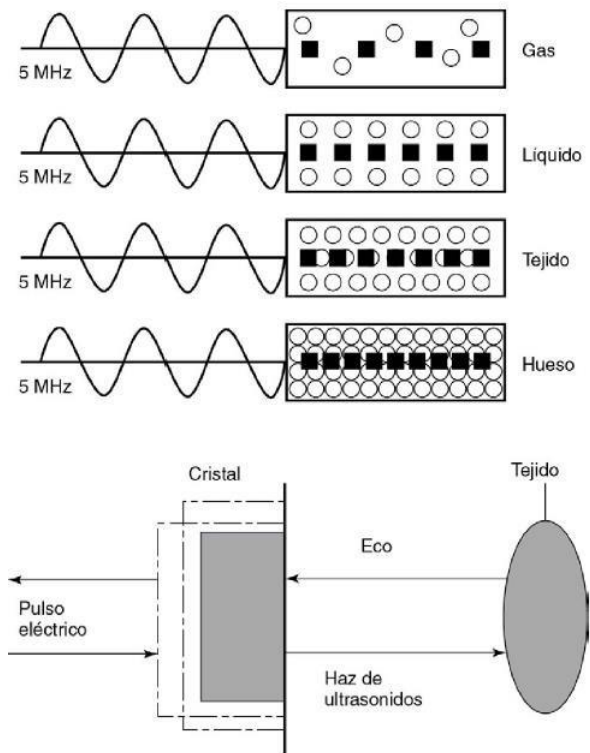 Gas
5 MHz
Líquido
5 MHz
Tejido
5 MHz
Hueso
5 MHz
Cristal
Tejido
Eco
Pulso
eléctrico
Haz de
ultrasonidos